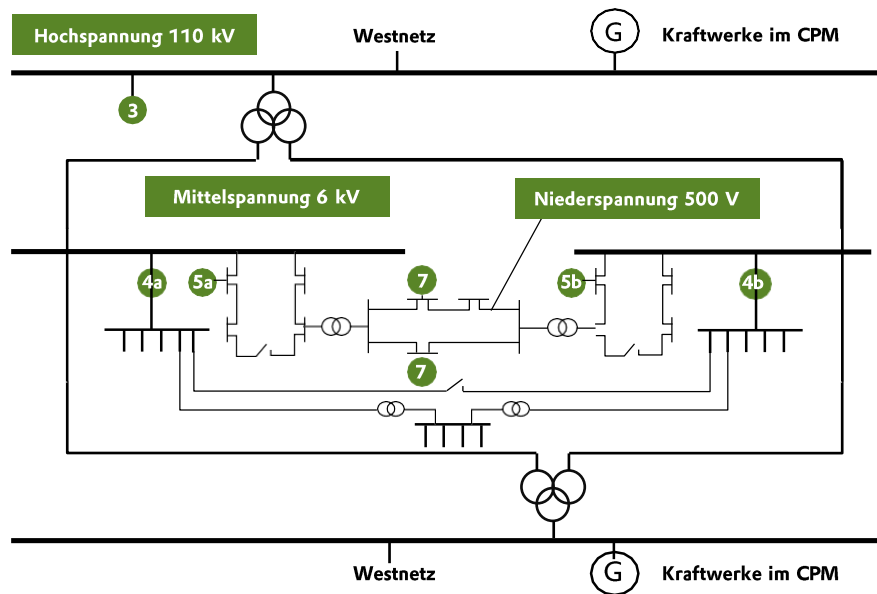 Hochspannung 110 kV
Westnetz
G
Kraftwerke im CPM
3
Mittelspannung 6 kV
Niederspannung 500 V
4a
5a
7
5b
4b
7
Westnetz
G
Kraftwerke im CPM